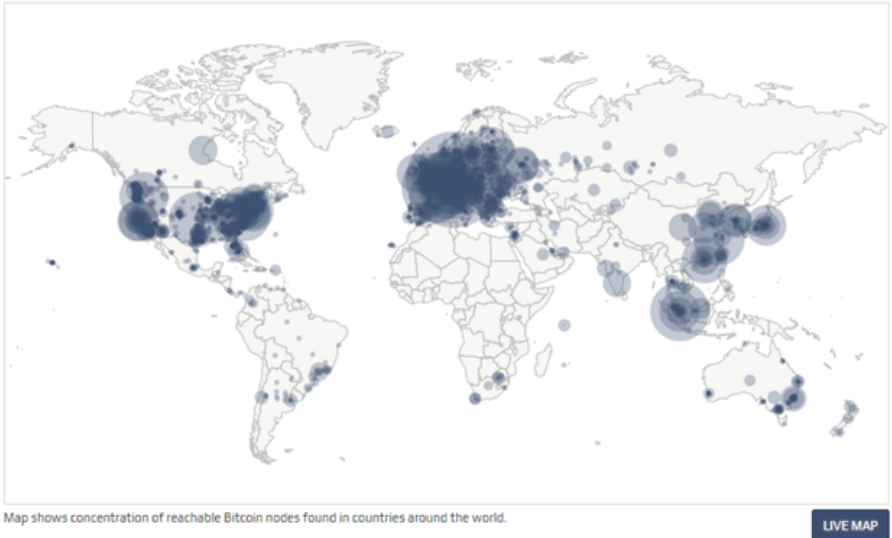 Map shows concentration of reachable Bitcoin nodes found in countries around the world.
LIVE MAP